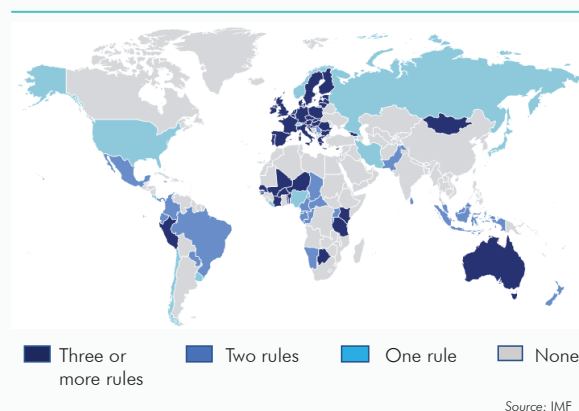 Three or
more rules
Two rules
One rule
None
Source: IMF